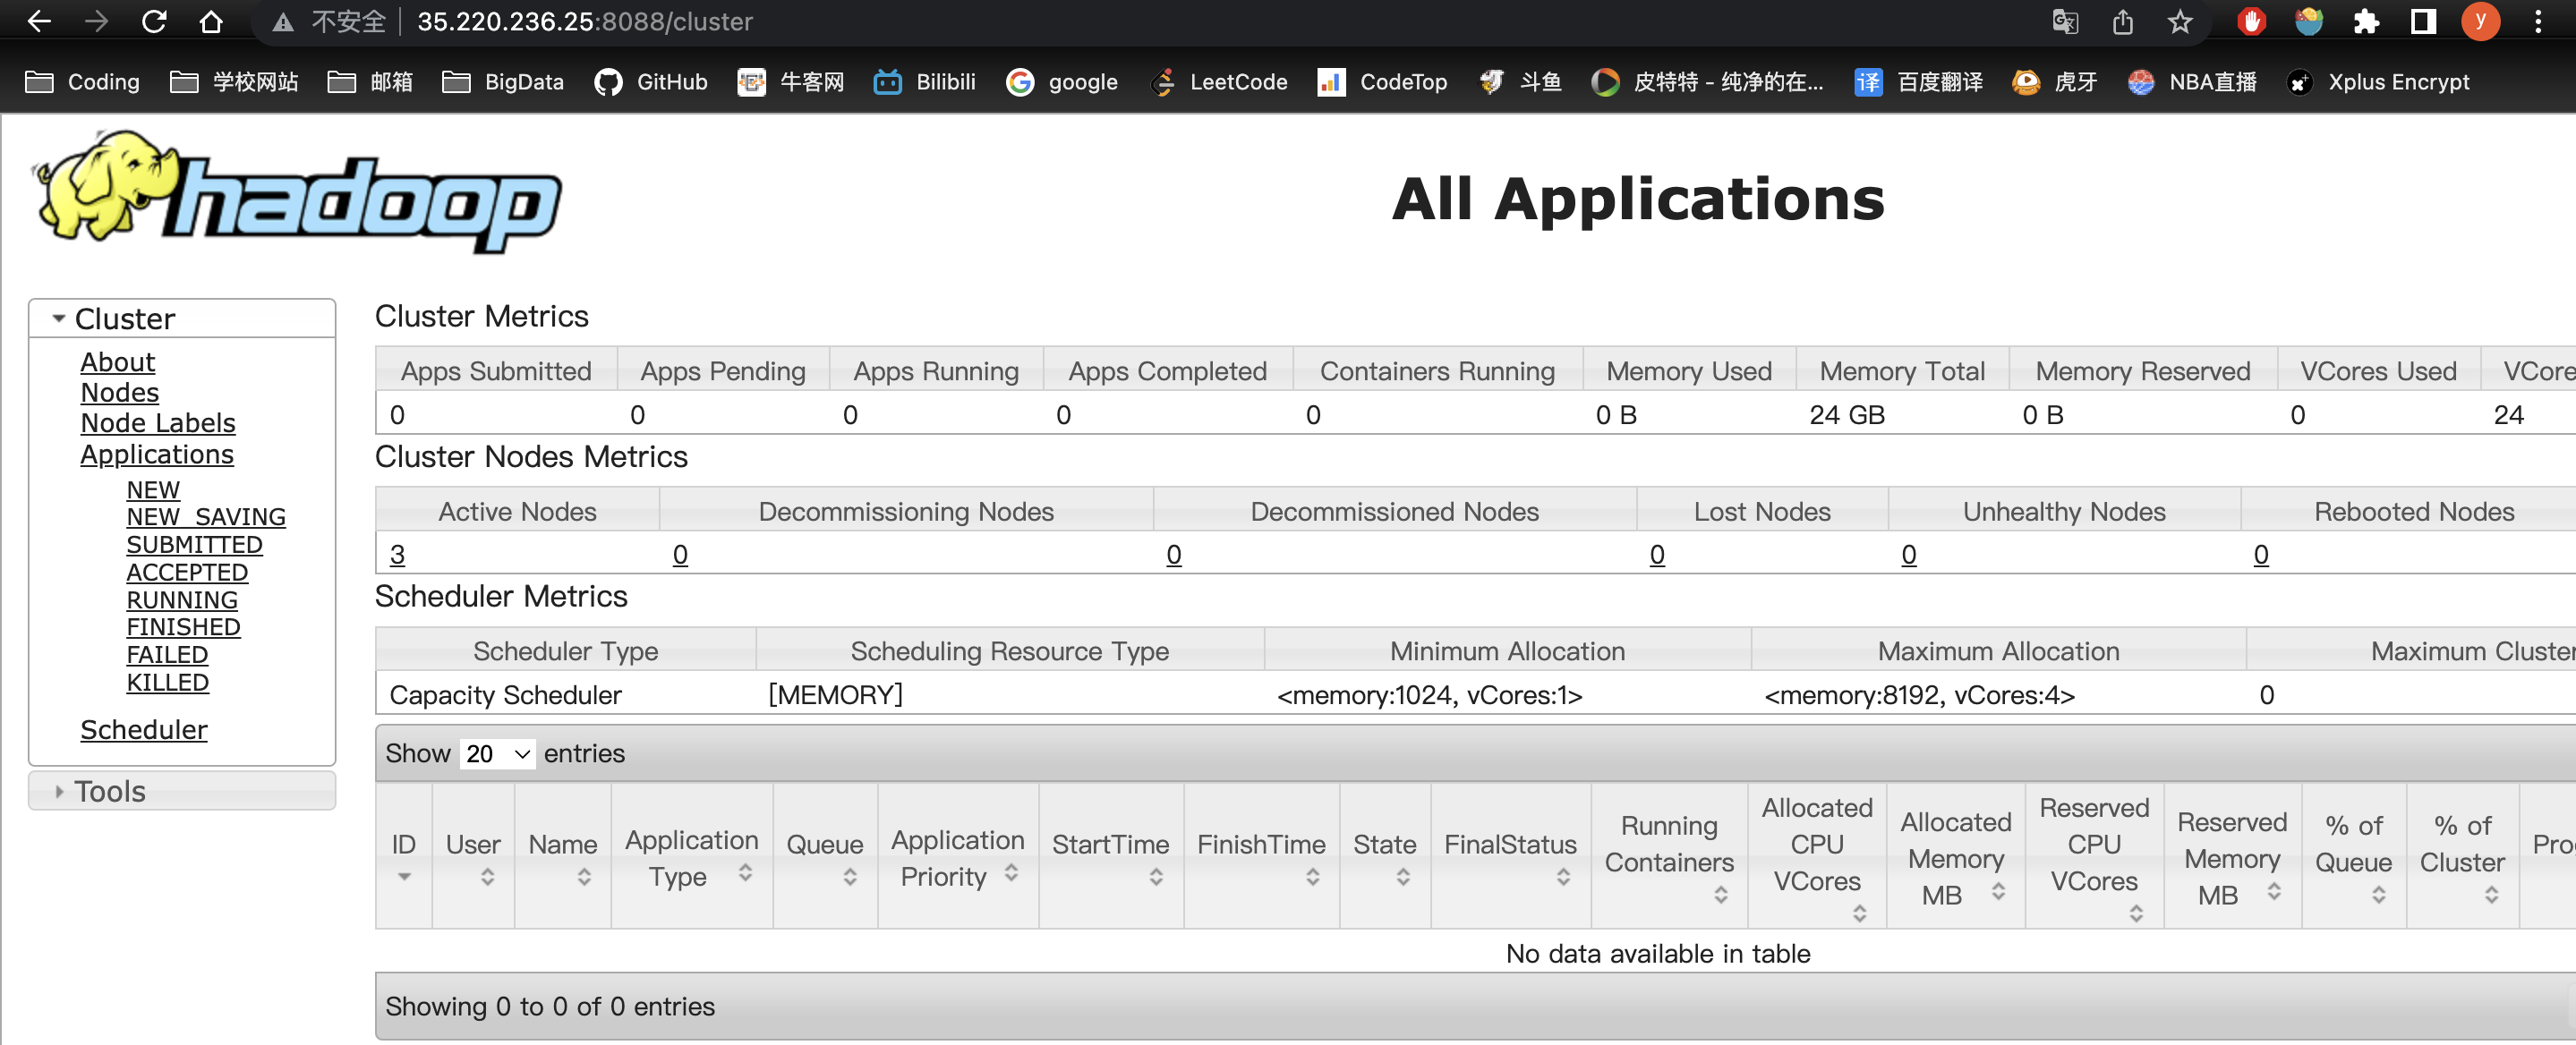 不安全 35.220.236.25:8088/cluster
y
Coding 学校网站 邮箱 BigData GitHub 牛客网 Bilibili google LeetCode CodeTop 斗鱼 皮特特 - 纯净的在... 译 百度翻译 虎牙 NBA直播 Xplus Encrypt
hadoop
All Applications
Cluster
About
Nodes
Node Labels
Applications
NEW
NEW_SAVING
SUBMITTED
ACCEPTED
RUNNING
FINISHED
FAILED
KILLED
Scheduler
Tools
Cluster Metrics
Apps Submitted Apps Pending Apps Running Apps Completed Containers Running Memory Used Memory Total Memory Reserved VCores Used VCore
0 0 0 0 0 0 B 24 GB 0 B 0 24
Cluster Nodes Metrics
Active Nodes Decommissioning Nodes Decommissioned Nodes Lost Nodes Unhealthy Nodes Rebooted Nodes
3 0 0 0 0 0
Scheduler Metrics
Scheduler Type Scheduling Resource Type Minimum Allocation Maximum Allocation Maximum Cluster
Capacity Scheduler [MEMORY] <memory:1024, vCores:1> <memory:8192, vCores:4> 0
Show 20 entries
ID User Name Application Type Queue Application Priority StartTime FinishTime State FinalStatus Running Containers Allocated CPU VCores Allocated Memory MB Reserved CPU VCores Reserved Memory MB % of Queue % of Cluster Pro
No data available in table
Showing 0 to 0 of 0 entries